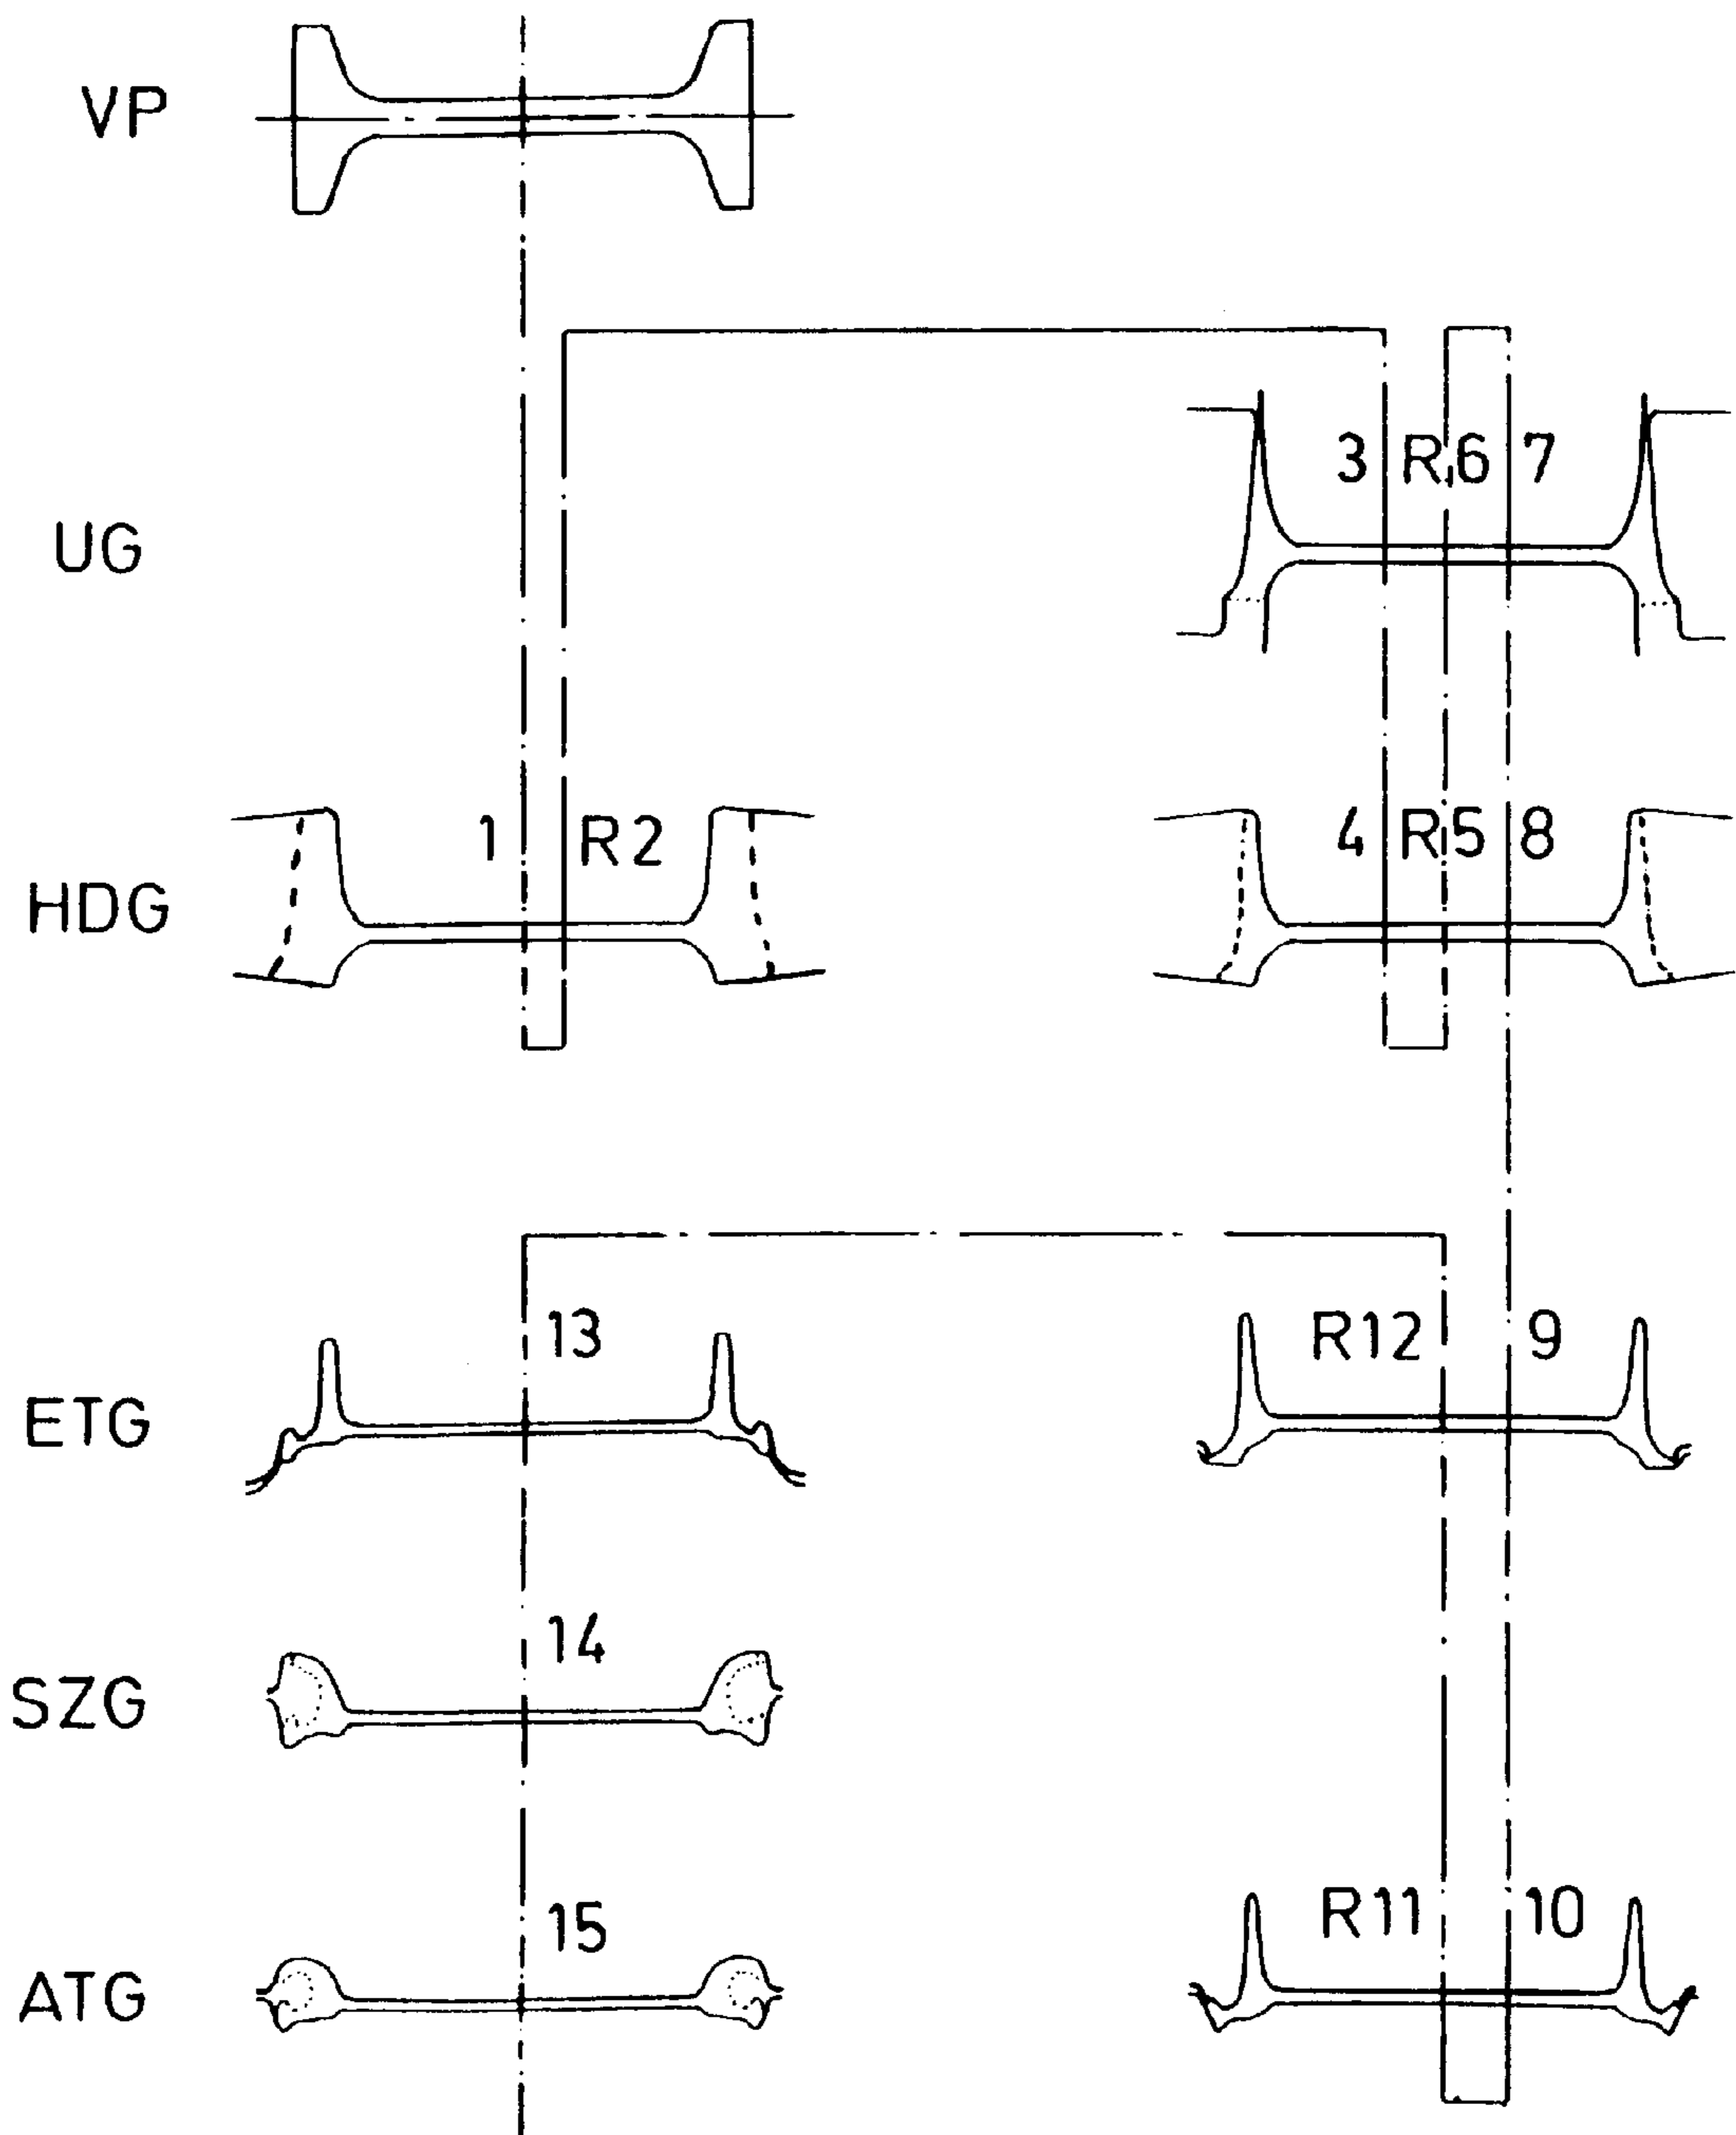 VP
UG 3 R6 7
HDG 1 R2 4 R5 8
ETG 13 R12 9
SZG 14
ATG 15 R11 10